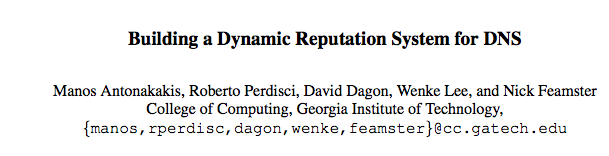 Building a Dynamic Reputation System for DNS
Manos Antonakakis, Roberto Perdisci, David Dagon, Wenke Lee, and Nick Feamster
College of Computing, Georgia Institute of Technology,
{manos,rperdisc,dagon,wenke,feamster}@cc.gatech.edu